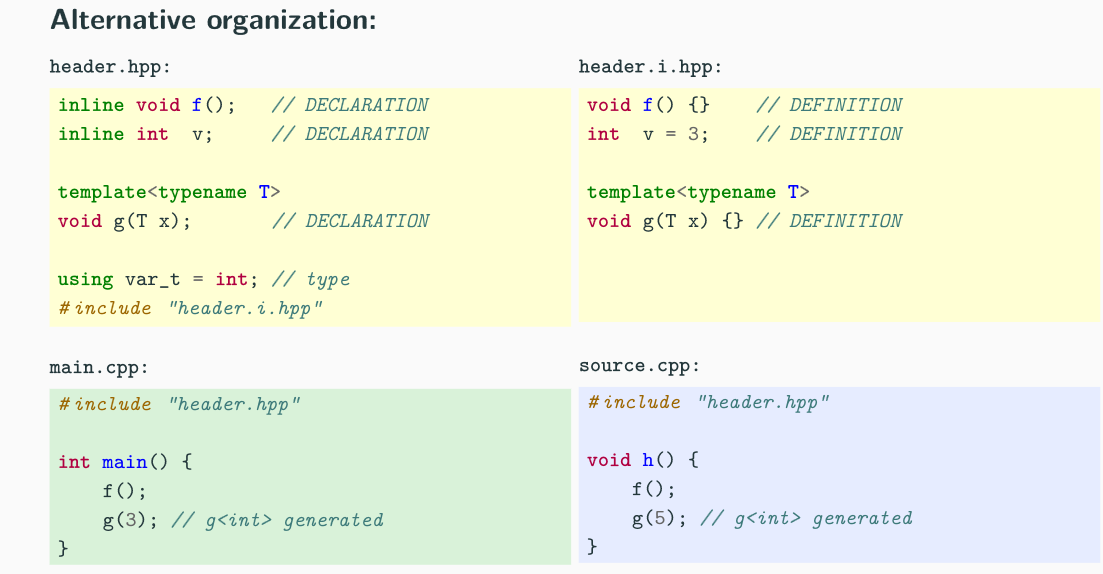 Alternative organization:
header.hpp:
inline void f();   // DECLARATION
inline int  v;     // DECLARATION
template<typename T>
void g(T x);       // DECLARATION
using var_t = int; // type
#include "header.i.hpp"
header.i.hpp:
void f() {}    // DEFINITION
int  v = 3;    // DEFINITION
template<typename T>
void g(T x) {} // DEFINITION
main.cpp:
#include "header.hpp"
int main() {
    f();
    g(3); // g<int> generated
}
source.cpp:
#include "header.hpp"
void h() {
    f();
    g(5); // g<int> generated
}